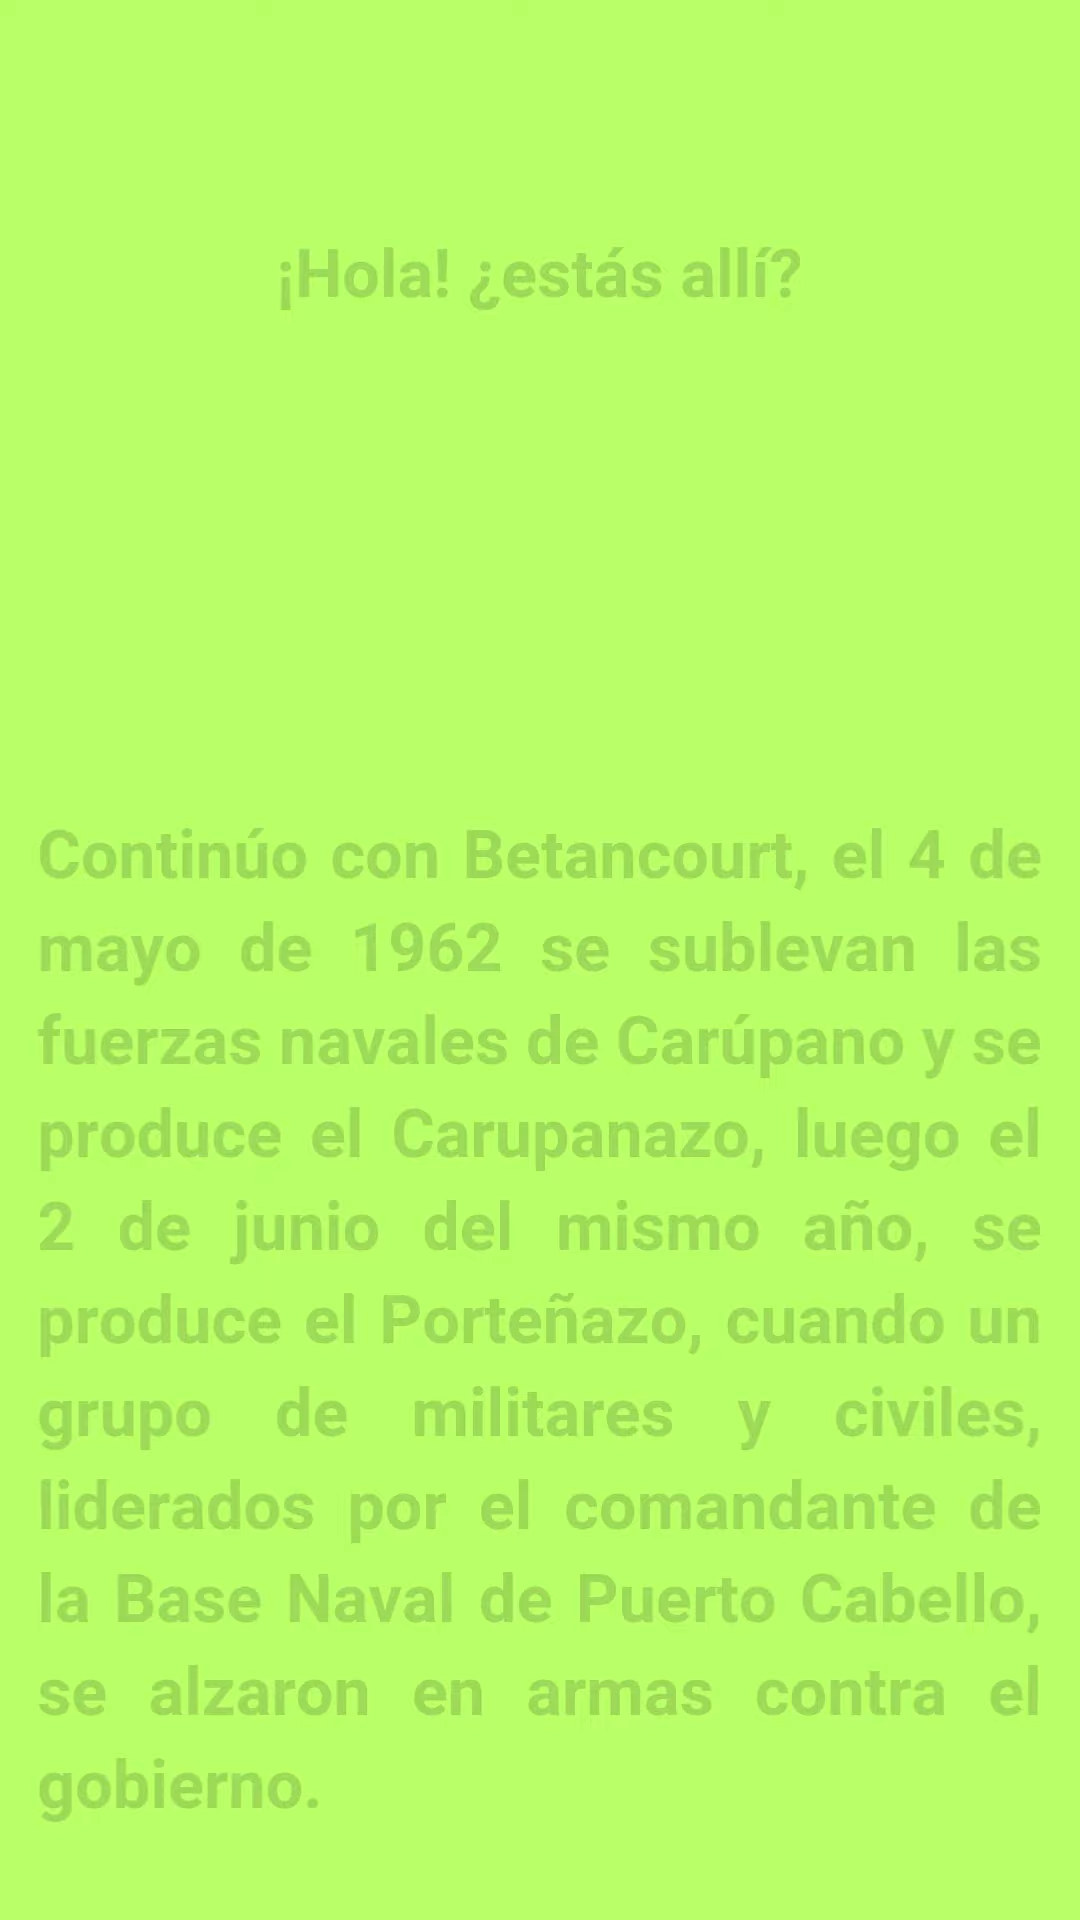 ¡Hola! ¿estás allí?
Continúo con Betancourt, el 4 de
mayo de 1962 se sublevan las
fuerzas navales de Carúpano y se
produce el Carupanazo, luego el
2 de junio del mismo año, se
produce el Porteñazo, cuando un
grupo de militares y civiles,
liderados por el comandante de
la Base Naval de Puerto Cabello,
se alzaron en armas contra el
gobierno.